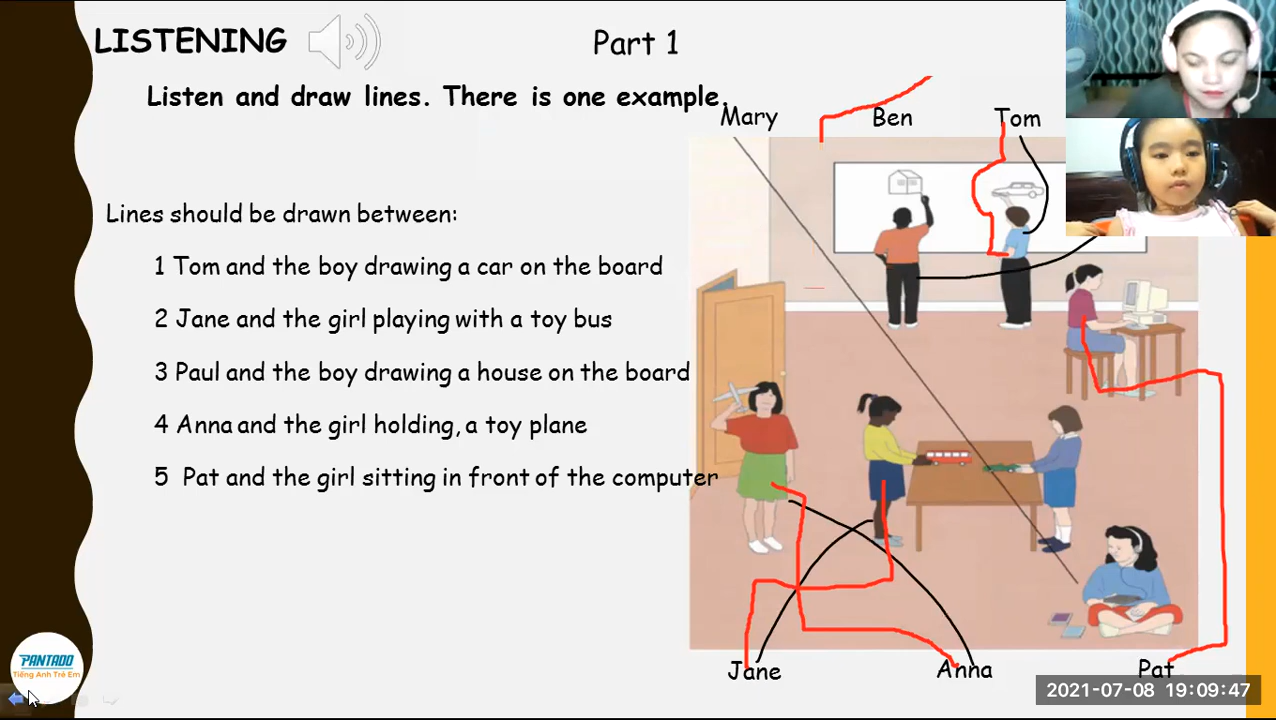 LISTENING
Part 1
Listen and draw lines. There is one example.
Mary Ben Tom
Lines should be drawn between:
1 Tom and the boy drawing a car on the board
2 Jane and the girl playing with a toy bus
3 Paul and the boy drawing a house on the board
4 Anna and the girl holding, a toy plane
5 Pat and the girl sitting in front of the computer
Jane Anna Pat
PANTADO
Tiếng Anh Trẻ Em
2021-07-08 19:09:47